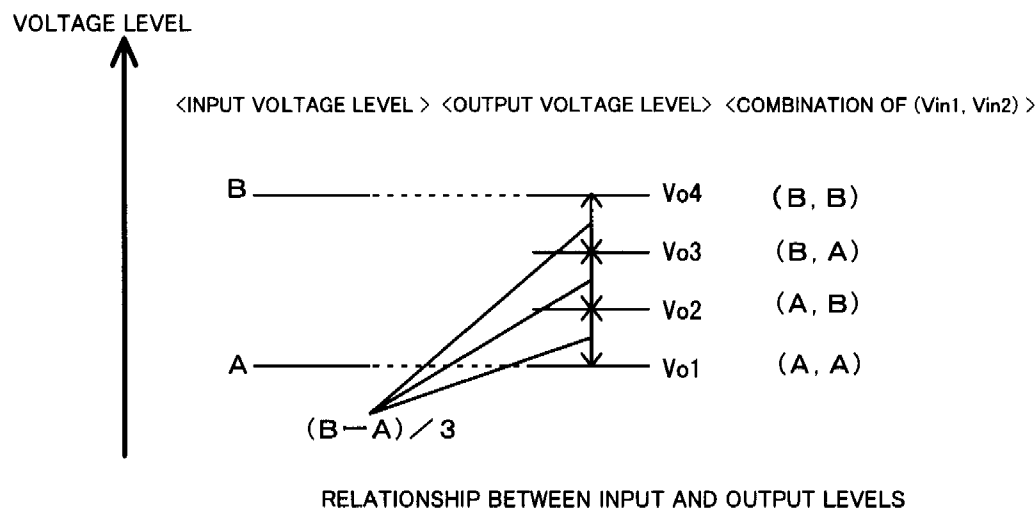 VOLTAGE LEVEL
<INPUT VOLTAGE LEVEL > <OUTPUT VOLTAGE LEVEL> <COMBINATION OF (Vin1, Vin2) >
B Vo4 (B, B)
Vo3 (B, A)
Vo2 (A, B)
A Vo1 (A, A)
(B－A)／3
RELATIONSHIP BETWEEN INPUT AND OUTPUT LEVELS